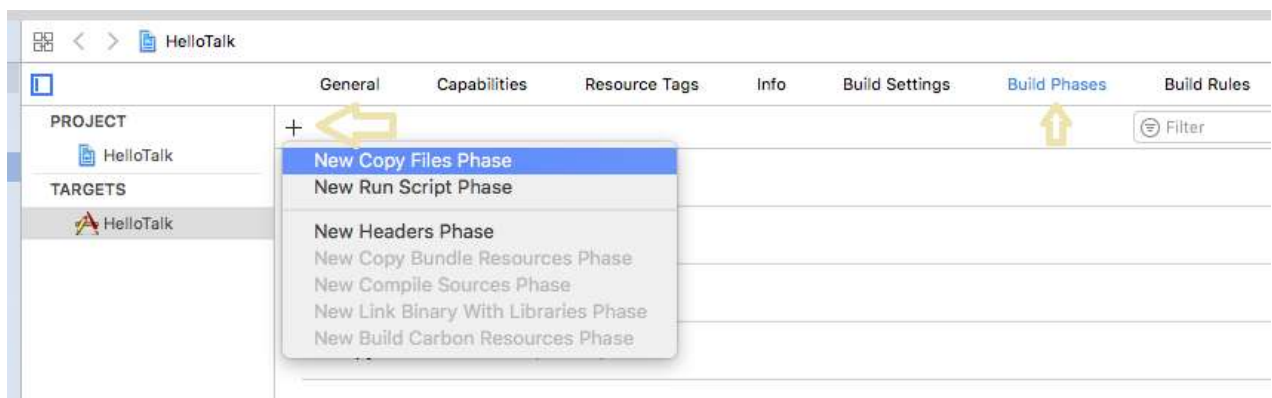 HelloTalk
General Capabilities Resource Tags Info Build Settings Build Phases Build Rules
PROJECT
HelloTalk
TARGETS
HelloTalk
+
Filter
New Copy Files Phase
New Run Script Phase
New Headers Phase
New Copy Bundle Resources Phase
New Compile Sources Phase
New Link Binary With Libraries Phase
New Build Carbon Resources Phase